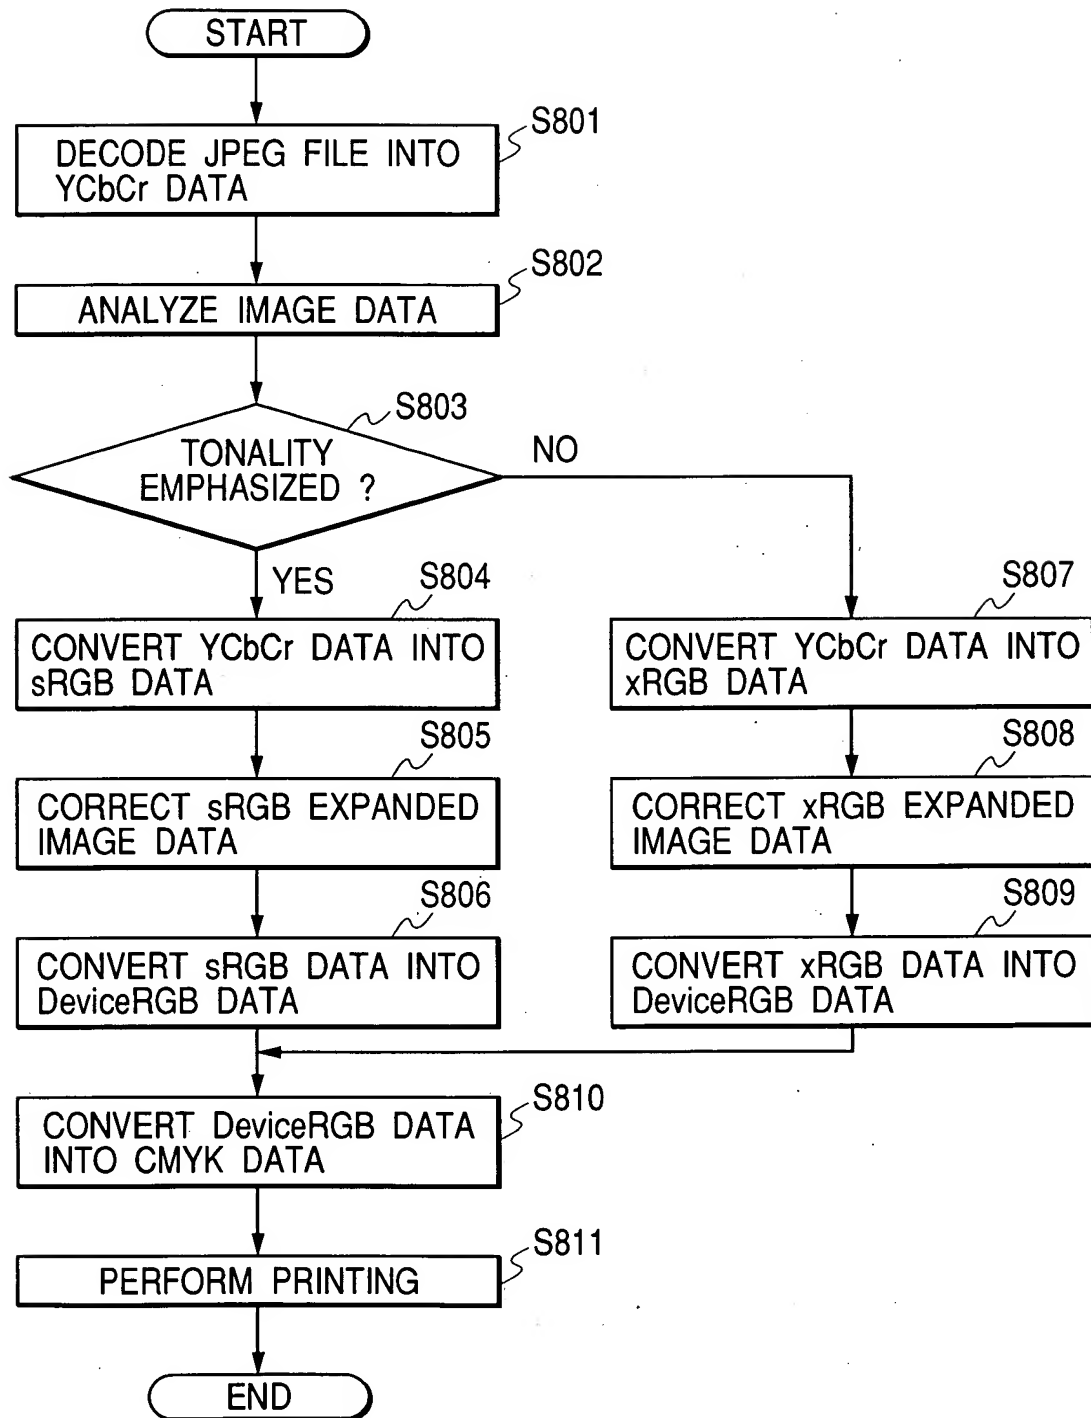 START
S801
DECODE JPEG FILE INTO
YCbCr DATA
S802
ANALYZE IMAGE DATA
S803
TONALITY
EMPHASIZED ?
NO
YES
S804
CONVERT YCbCr DATA INTO
sRGB DATA
S805
CORRECT sRGB EXPANDED
IMAGE DATA
S806
CONVERT sRGB DATA INTO
DeviceRGB DATA
S807
CONVERT YCbCr DATA INTO
xRGB DATA
S808
CORRECT xRGB EXPANDED
IMAGE DATA
S809
CONVERT xRGB DATA INTO
DeviceRGB DATA
S810
CONVERT DeviceRGB DATA
INTO CMYK DATA
S811
PERFORM PRINTING
END